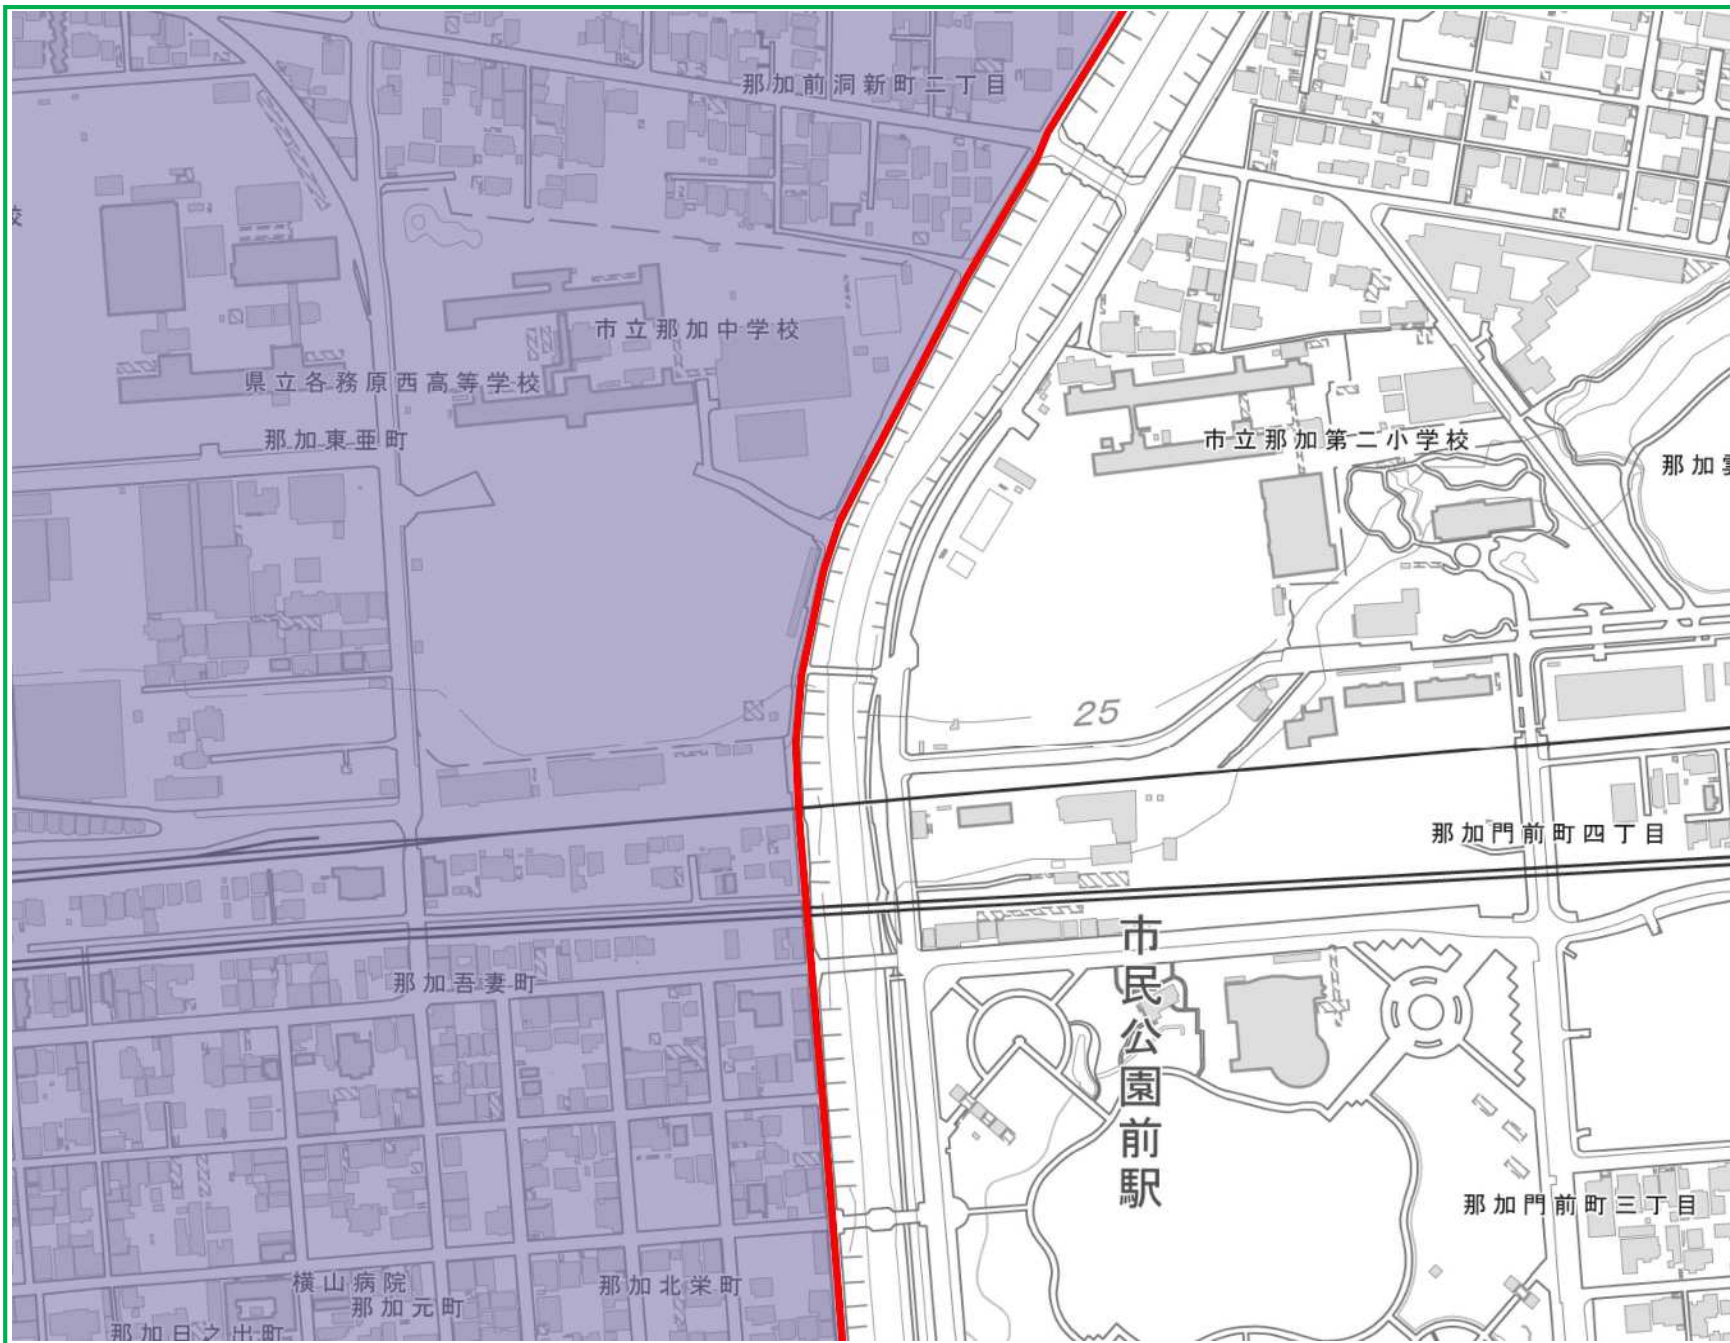 那加前洞新町二丁目
校
市立那加中学校
県立各務原西高等学校
那加東亜町
市立那加第二小学校
那加
25
那加門前町四丁目
市民公園前駅
那加吾妻町
那加門前町三丁目
横山病院
那加北栄町
那加元町
那加日之出町